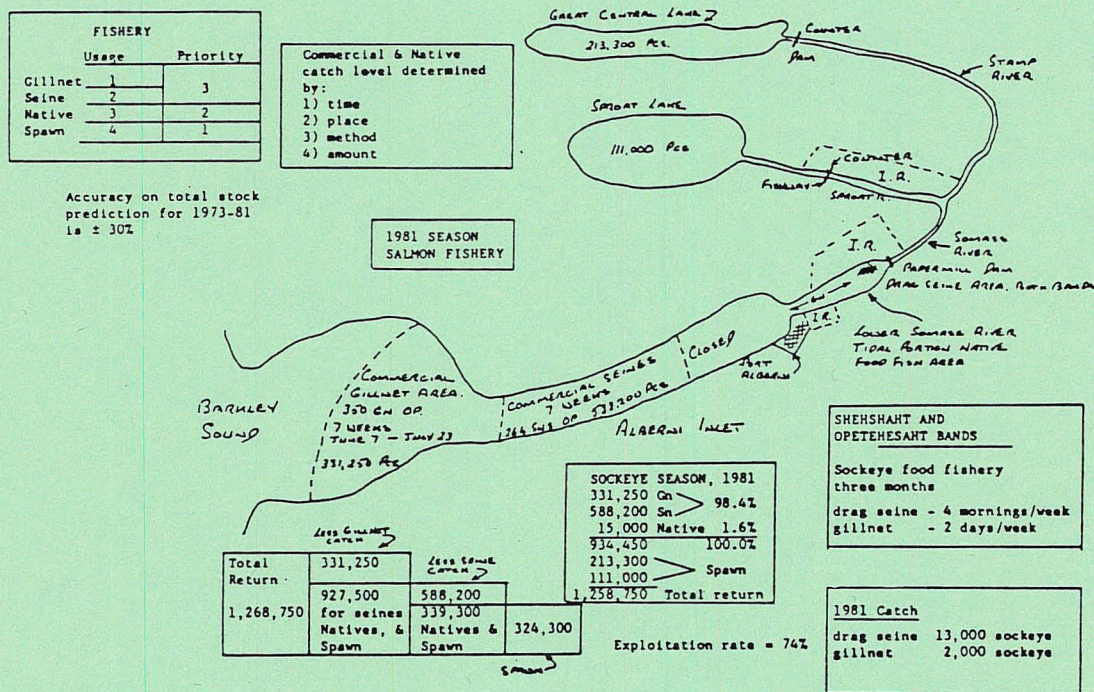 FISHERY
Usage Priority
Gillnet 1 3
Seine 2
Native 3 2
Spawn 4 1
Commercial & Native
catch level determined
by:
1) time
2) place
3) method
4) amount
Accuracy on total stock
prediction for 1973-81
is ± 30%
1981 SEASON
SALMON FISHERY
GREAT CENTRAL LAKE
213,300 PCS.
COUNTER
DAM
STAMP
RIVER
SPROAT LAKE
111,000 PCS
COUNTER
FISHWAY
I.R.
SPROAT R.
I.R.
SOMASS
RIVER
PAPERMILL DAM
DRAG SEINE AREA. BOTH BANDS
GN
I.R.
LOWER SOMASS RIVER
TIDAL PORTION NATIVE
FOOD FISH AREA
PORT
ALBERNI
CLOSED
COMMERCIAL SEINES
7 WEEKS
ALBERNI INLET
COMMERCIAL
GILLNET AREA.
350 GN OP.
7 WEEKS
JUNE 7 - JULY 23
331,250 PCS
BARKLEY
SOUND
SHEHSHAHT AND
OPETEHESAHT BANDS
Sockeye food fishery
three months
drag seine - 4 mornings/week
gillnet - 2 days/week
SOCKEYE SEASON, 1981
331,250 Gn
98.4%
588,200 Sn
15,000 Native 1.6%
934,450 100.0%
213,300
Spawn
111,000
1,258,750 Total return
LESS GILLNET
CATCH
LESS SEINE
CATCH
Total
Return
1,268,750
331,250
927,500
for seines
Natives, &
Spawn
588,200
339,300
Natives &
Spawn
324,300
SPAWN
Exploitation rate = 74%
1981 Catch
drag seine 13,000 sockeye
gillnet 2,000 sockeye